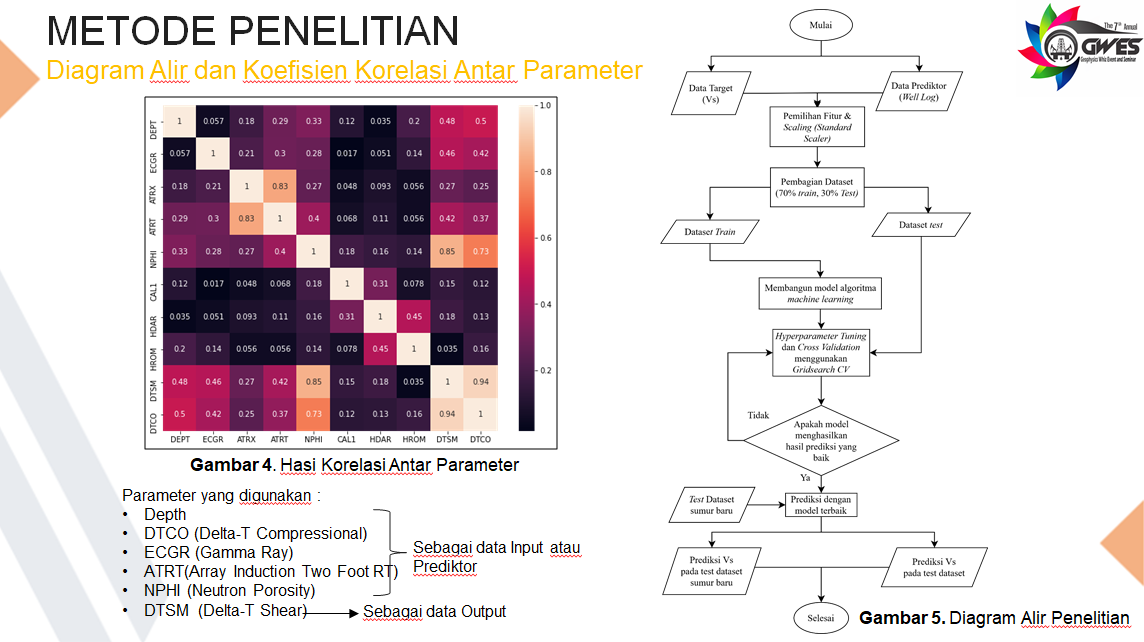 METODE PENELITIAN
Diagram Alir dan Koefisien Korelasi Antar Parameter
The 7th Annual
GWES
Geophysics Whiz Event and Seminar
DEPT 1 0.057 0.18 0.29 0.33 0.12 0.035 0.2 0.48 0.5
ECGR 0.057 1 0.21 0.3 0.28 0.017 0.051 0.14 0.46 0.42
ATRX 0.18 0.21 1 0.83 0.27 0.048 0.093 0.056 0.27 0.25
ATRT 0.29 0.3 0.83 1 0.4 0.068 0.11 0.056 0.42 0.37
NPHI 0.33 0.28 0.27 0.4 1 0.18 0.16 0.14 0.85 0.73
CAL1 0.12 0.017 0.048 0.068 0.18 1 0.31 0.078 0.15 0.12
HDAR 0.035 0.051 0.093 0.11 0.16 0.31 1 0.45 0.18 0.13
HROM 0.2 0.14 0.056 0.056 0.14 0.078 0.45 1 0.035 0.16
DTSM 0.48 0.46 0.27 0.42 0.85 0.15 0.18 0.035 1 0.94
DTCO 0.5 0.42 0.25 0.37 0.73 0.12 0.13 0.16 0.94 1
DEPT ECGR ATRX ATRT NPHI CAL1 HDAR HROM DTSM DTCO
1.0
0.8
0.6
0.4
0.2
Gambar 4. Hasi Korelasi Antar Parameter
Parameter yang digunakan :
• Depth
• DTCO (Delta-T Compressional)
• ECGR (Gamma Ray)
• ATRT(Array Induction Two Foot RT)
• NPHI (Neutron Porosity)
• DTSM (Delta-T Shear)
Sebagai data Input atau
Prediktor
Sebagai data Output
Mulai
Data Target
(Vs)
Data Prediktor
(Well Log)
Pemilihan Fitur &
Scaling (Standard
Scaler)
Pembagian Dataset
(70% train, 30% Test)
Dataset Train
Dataset test
Membangun model algoritma
machine learning
Hyperparameter Tuning
dan Cross Validation
menggunakan
Gridsearch CV
Tidak
Apakah model
menghasilkan
hasil prediksi yang
baik
Ya
Test Dataset
sumur baru
Prediksi dengan
model terbaik
Prediksi Vs
pada test dataset
sumur baru
Prediksi Vs
pada test dataset
Selesai
Gambar 5. Diagram Alir Penelitian